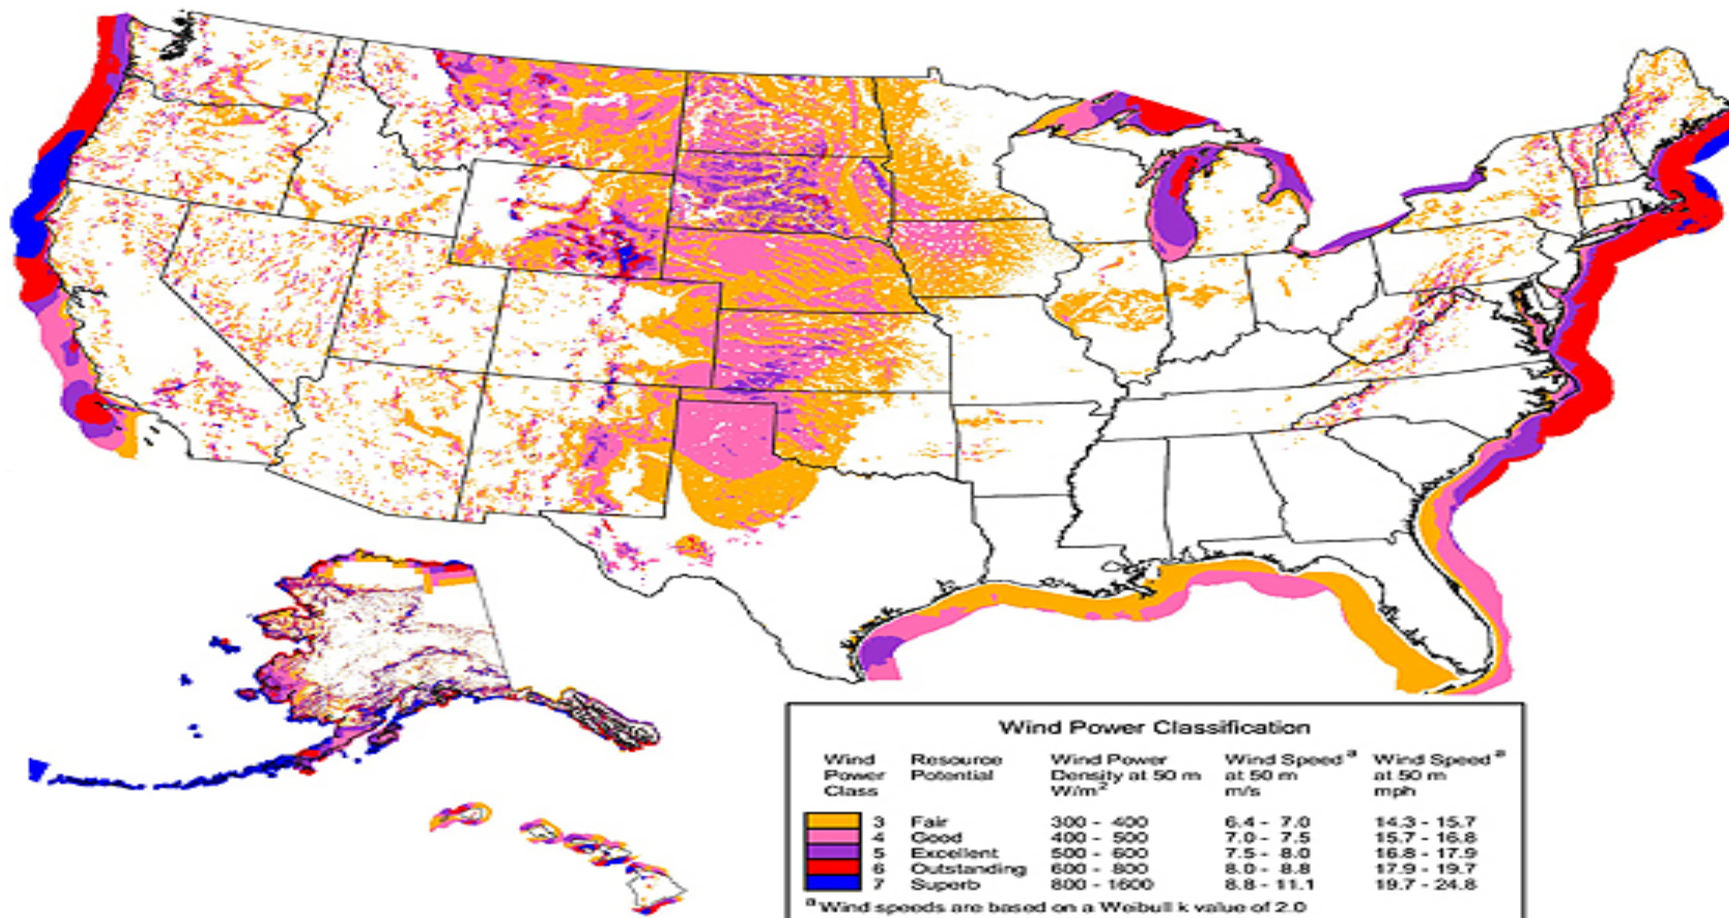 Wind Power Classification
Wind Power Class Resource Potential Wind Power Density at 50 m W/m² Wind Speed ᵃ at 50 m m/s Wind Speed ᵃ at 50 m mph
3 Fair 300 - 400 6.4 - 7.0 14.3 - 15.7
4 Good 400 - 500 7.0 - 7.5 15.7 - 16.8
5 Excellent 500 - 600 7.5 - 8.0 16.8 - 17.9
6 Outstanding 600 - 800 8.0 - 8.8 17.9 - 19.7
7 Superb 800 - 1600 8.8 - 11.1 19.7 - 24.8
ᵃ Wind speeds are based on a Weibull k value of 2.0